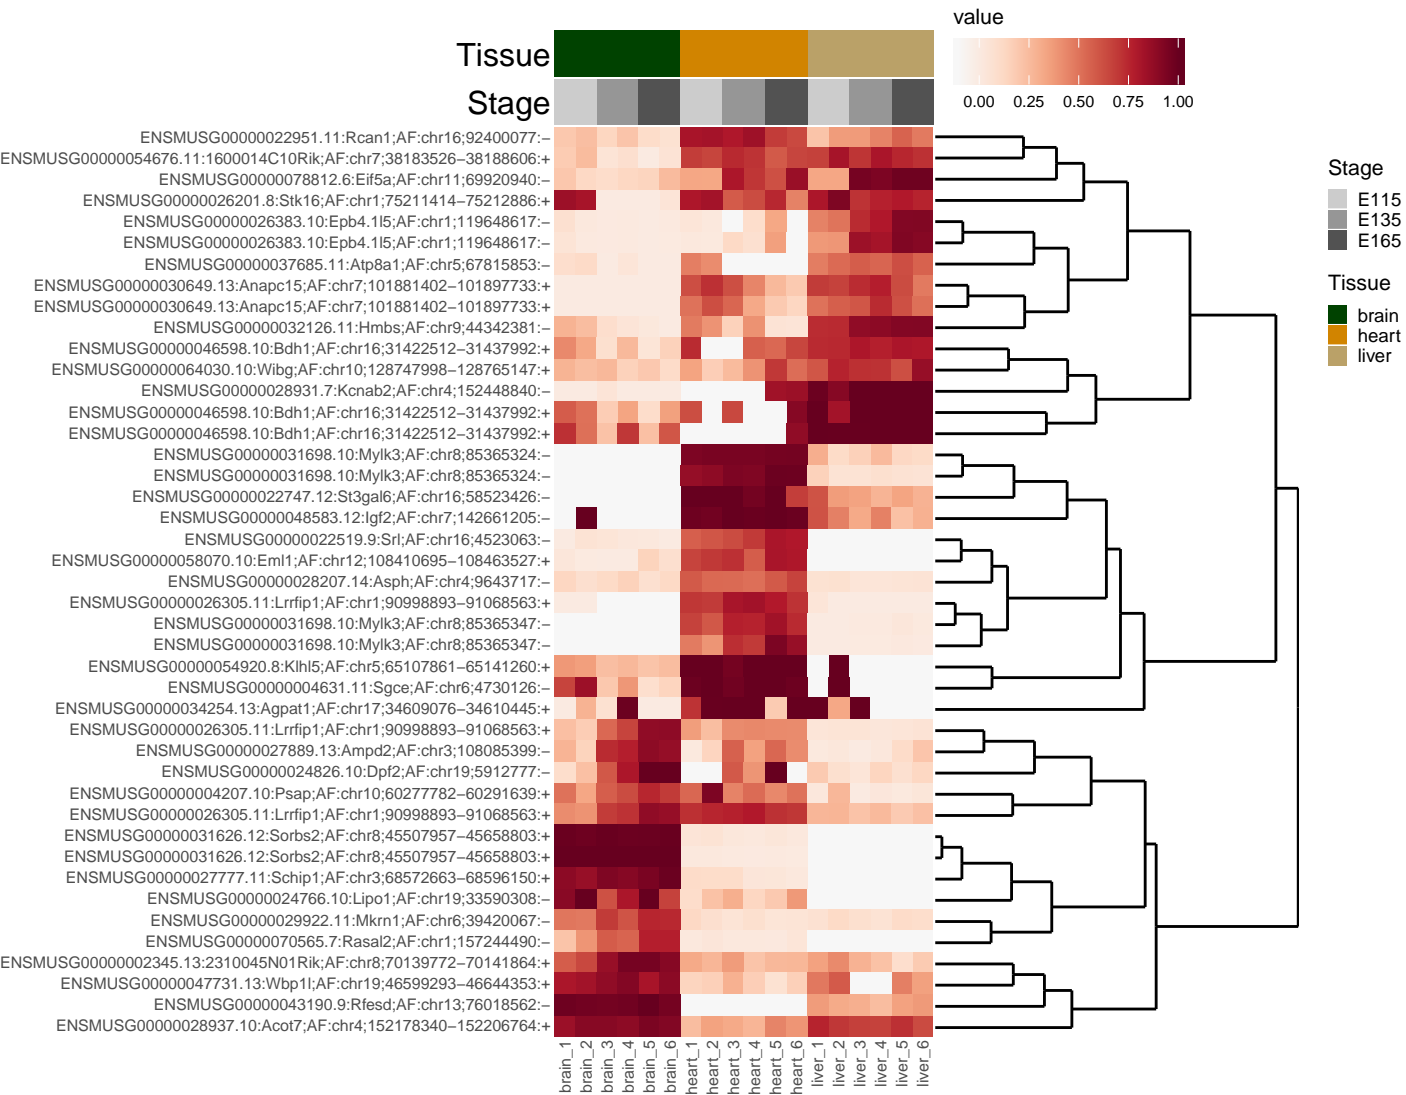 value
0.00 0.25 0.50 0.75 1.00
Tissue
Stage
ENSMUSG00000022951.11:Rcan1;AF:chr16;92400077:−
ENSMUSG00000054676.11:1600014C10Rik;AF:chr7;38183526−38188606:+
ENSMUSG00000078812.6:Eif5a;AF:chr11;69920940:−
ENSMUSG00000026201.8:Stk16;AF:chr1;75211414−75212886:+
ENSMUSG00000026383.10:Epb4.1l5;AF:chr1;119648617:−
ENSMUSG00000026383.10:Epb4.1l5;AF:chr1;119648617:−
ENSMUSG00000037685.11:Atp8a1;AF:chr5;67815853:−
ENSMUSG00000030649.13:Anapc15;AF:chr7;101881402−101897733:+
ENSMUSG00000030649.13:Anapc15;AF:chr7;101881402−101897733:+
ENSMUSG00000032126.11:Hmbs;AF:chr9;44342381:−
ENSMUSG00000046598.10:Bdh1;AF:chr16;31422512−31437992:+
ENSMUSG00000064030.10:Wibg;AF:chr10;128747998−128765147:+
ENSMUSG00000028931.7:Kcnab2;AF:chr4;152448840:−
ENSMUSG00000046598.10:Bdh1;AF:chr16;31422512−31437992:+
ENSMUSG00000046598.10:Bdh1;AF:chr16;31422512−31437992:+
ENSMUSG00000031698.10:Mylk3;AF:chr8;85365324:−
ENSMUSG00000031698.10:Mylk3;AF:chr8;85365324:−
ENSMUSG00000022747.12:St3gal6;AF:chr16;58523426:−
ENSMUSG00000048583.12:Igf2;AF:chr7;142661205:−
ENSMUSG00000022519.9:Srl;AF:chr16;4523063:−
ENSMUSG00000058070.10:Eml1;AF:chr12;108410695−108463527:+
ENSMUSG00000028207.14:Asph;AF:chr4;9643717:−
ENSMUSG00000026305.11:Lrrfip1;AF:chr1;90998893−91068563:+
ENSMUSG00000031698.10:Mylk3;AF:chr8;85365347:−
ENSMUSG00000031698.10:Mylk3;AF:chr8;85365347:−
ENSMUSG00000054920.8:Klhl5;AF:chr5;65107861−65141260:+
ENSMUSG00000004631.11:Sgce;AF:chr6;4730126:−
ENSMUSG00000034254.13:Agpat1;AF:chr17;34609076−34610445:+
ENSMUSG00000026305.11:Lrrfip1;AF:chr1;90998893−91068563:+
ENSMUSG00000027889.13:Ampd2;AF:chr3;108085399:−
ENSMUSG00000024826.10:Dpf2;AF:chr19;5912777:−
ENSMUSG00000004207.10:Psap;AF:chr10;60277782−60291639:+
ENSMUSG00000026305.11:Lrrfip1;AF:chr1;90998893−91068563:+
ENSMUSG00000031626.12:Sorbs2;AF:chr8;45507957−45658803:+
ENSMUSG00000031626.12:Sorbs2;AF:chr8;45507957−45658803:+
ENSMUSG00000027777.11:Schip1;AF:chr3;68572663−68596150:+
ENSMUSG00000024766.10:Lipo1;AF:chr19;33590308:−
ENSMUSG00000029922.11:Mkrn1;AF:chr6;39420067:−
ENSMUSG00000070565.7:Rasal2;AF:chr1;157244490:−
ENSMUSG00000002345.13:2310045N01Rik;AF:chr8;70139772−70141864:+
ENSMUSG00000047731.13:Wbp1l;AF:chr19;46599293−46644353:+
ENSMUSG00000043190.9:Rfesd;AF:chr13;76018562:−
ENSMUSG00000028937.10:Acot7;AF:chr4;152178340−152206764:+
brain_1
brain_2
brain_3
brain_4
brain_5
brain_6
heart_1
heart_2
heart_3
heart_4
heart_5
heart_6
liver_1
liver_2
liver_3
liver_4
liver_5
liver_6
Stage
E115
E135
E165
Tissue
brain
heart
liver